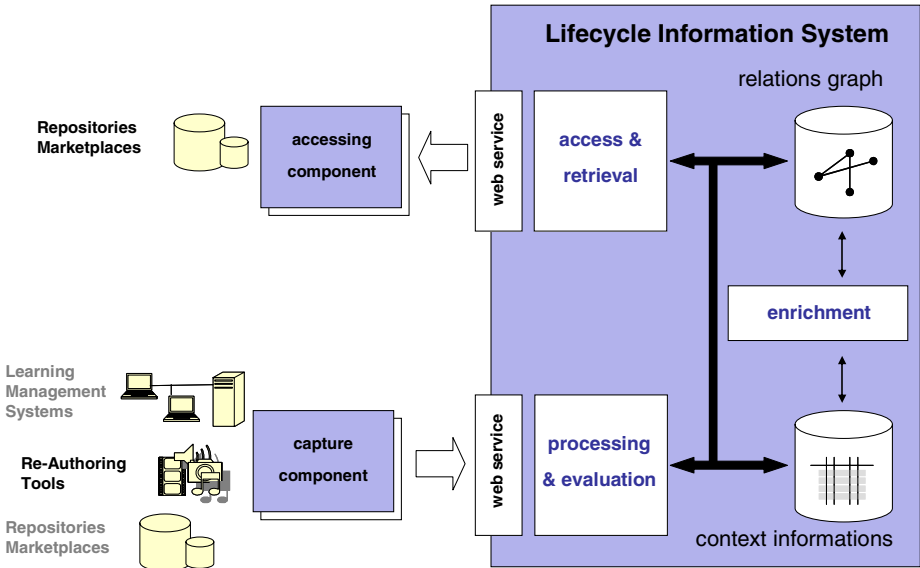 Lifecycle Information System
relations graph
Repositories
Marketplaces
accessing
component
web service
access &
retrieval
enrichment
Learning
Management
Systems
Re-Authoring
Tools
Repositories
Marketplaces
capture
component
web service
processing
& evaluation
context informations